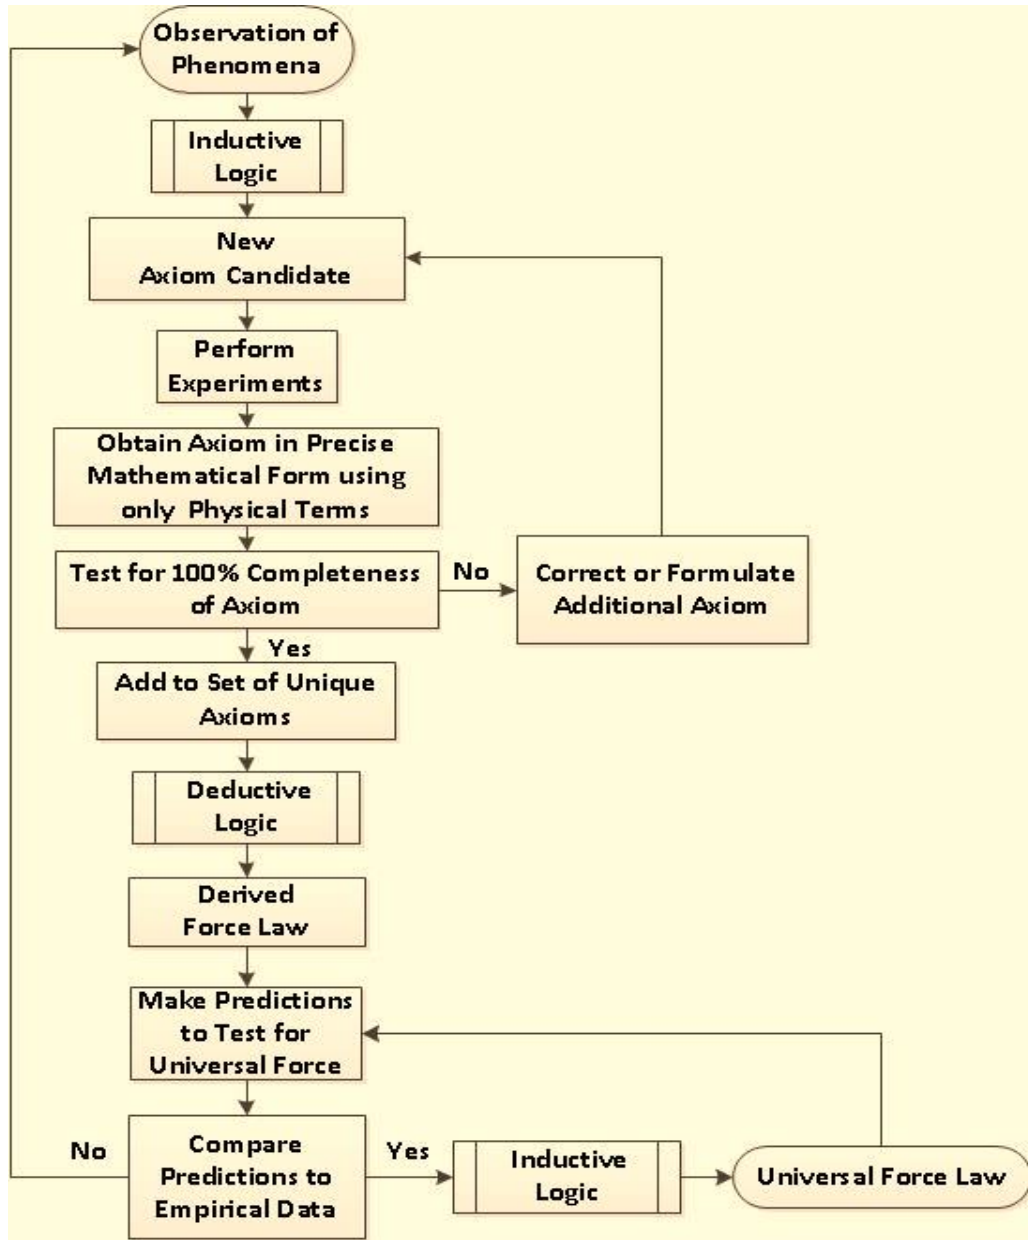 Observation of
Phenomena
Inductive
Logic
New
Axiom Candidate
Perform
Experiments
Obtain Axiom in Precise
Mathematical Form using
only Physical Terms
Test for 100% Completeness
of Axiom
No
Correct or Formulate
Additional Axiom
Yes
Add to Set of Unique
Axioms
Deductive
Logic
Derived
Force Law
Make Predictions
to Test for
Universal Force
No
Compare
Predictions to
Empirical Data
Yes
Inductive
Logic
Universal Force Law